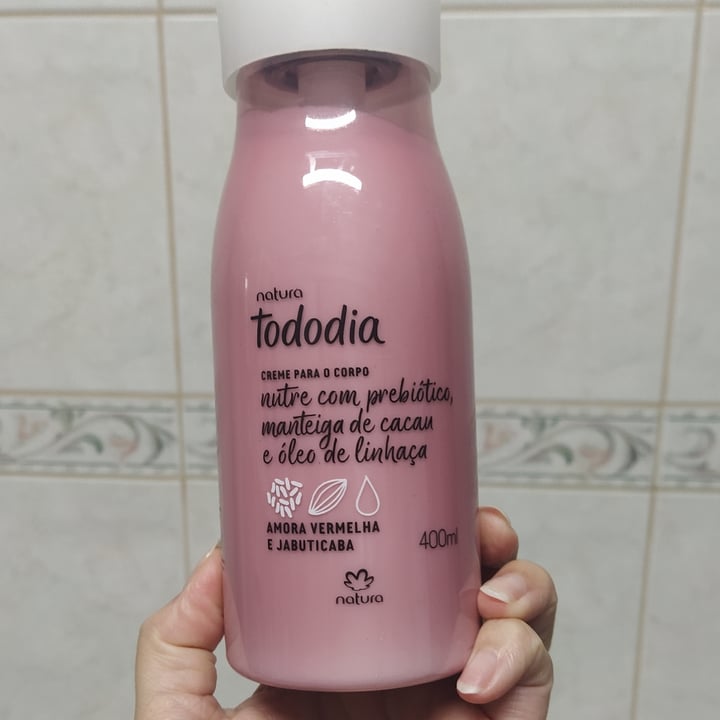 natura
tododia
CREME PARA O CORPO
nutre com prebiótico,
manteiga de cacau
e óleo de linhaça
AMORA VERMELHA
E JABUTICABA
400ml
natura